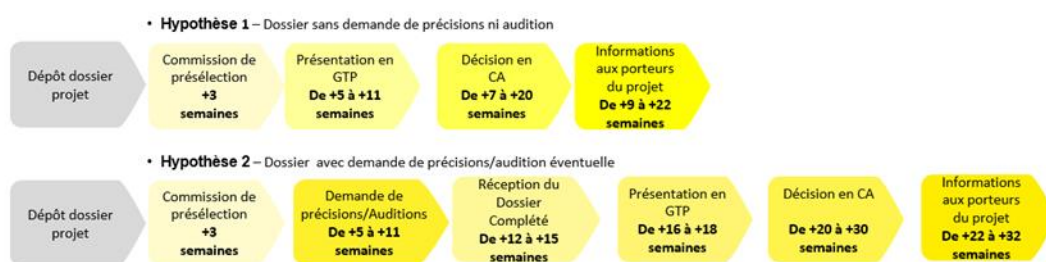 • Hypothèse 1 – Dossier sans demande de précisions ni audition
Dépôt dossier
projet
Commission de
présélection
+3
semaines
Présentation en
GTP
De +5 à +11
semaines
Décision en
CA
De +7 à +20
semaines
Informations
aux porteurs
du projet
De +9 à +22
semaines
• Hypothèse 2 – Dossier avec demande de précisions/audition éventuelle
Dépôt dossier
projet
Commission de
présélection
+3
semaines
Demande de
précisions/Auditions
De +5 à +11
semaines
Réception du
Dossier
Complété
De +12 à +15
semaines
Présentation en
GTP
De +16 à +18
semaines
Décision en CA
De +20 à +30
semaines
Informations
aux porteurs
du projet
De +22 à +32
semaines